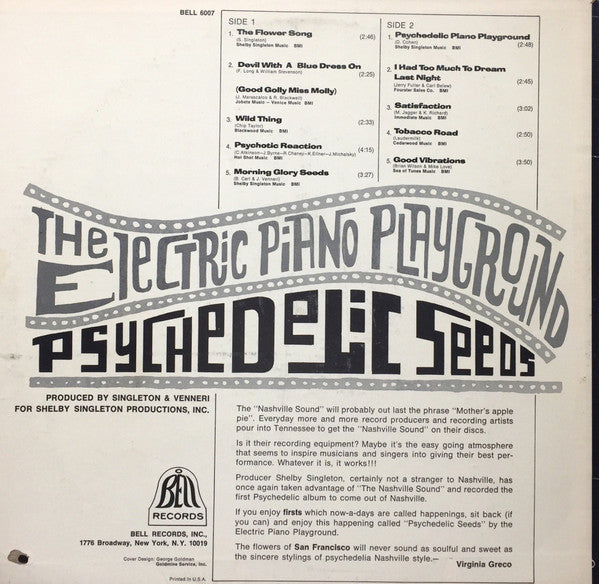 BELL 6007
SIDE 1
1. The Flower Song (2:46)
(S. Singleton)
Shelby Singleton Music BMI
2. Devil With A Blue Dress On (2:25)
(F. Long & William Stevenson)
(Good Golly Miss Molly)
(J. Marascalco & R. Blackwell)
Jobete Music – Venice Music BMI
3. Wild Thing (2:33)
(Chip Taylor)
Blackwood Music BMI
4. Psychotic Reaction (4:15)
(C. Atkinson–J. Byrne–R. Chaney–K. Ellner–J. Michalsky)
Hot Shot Music BMI
5. Morning Glory Seeds (3:27)
(B. Carl & J. Venneri)
Shelby Singleton Music BMI
SIDE 2
1. Psychedelic Piano Playground (2:48)
(D. Cohen)
Shelby Singleton Music BMI
2. I Had Too Much To Dream
Last Night (2:45)
(Jerry Fuller & Carl Belew)
Fourstar Sales Co. BMI
3. Satisfaction (3:02)
(M. Jagger & K. Richard)
Immediate Music BMI
4. Tobacco Road (2:50)
(Laudermilk)
Cedarwood Music BMI
5. Good Vibrations (3:50)
(Brian Wilson & Mike Love)
Sea of Tunes Music BMI
THE ELECTRIC PIANO PLAYGROUND
PSYCHEDELIC SEEDS
PRODUCED BY SINGLETON & VENNERI
FOR SHELBY SINGLETON PRODUCTIONS, INC.
BELL
RECORDS
BELL RECORDS, INC.,
1776 Broadway, New York, N.Y. 10019
Cover Design: George Goldman
Goldmine Service, Inc.
Printed in U.S.A.
The "Nashville Sound" will probably out last the phrase "Mother's apple
pie". Everyday more and more record producers and recording artists
pour into Tennessee to get the "Nashville Sound" on their discs.
Is it their recording equipment? Maybe it's the easy going atmosphere
that seems to inspire musicians and singers into giving their best per-
formance. Whatever it is, it works!!!
Producer Shelby Singleton, certainly not a stranger to Nashville, has
once again taken advantage of "The Nashville Sound" and recorded the
first Psychedelic album to come out of Nashville.
If you enjoy firsts which now-a-days are called happenings, sit back (if
you can) and enjoy this happening called "Psychedelic Seeds" by the
Electric Piano Playground.
The flowers of San Francisco will never sound as soulful and sweet as
the sincere stylings of psychedelia Nashville style.–
Virginia Greco